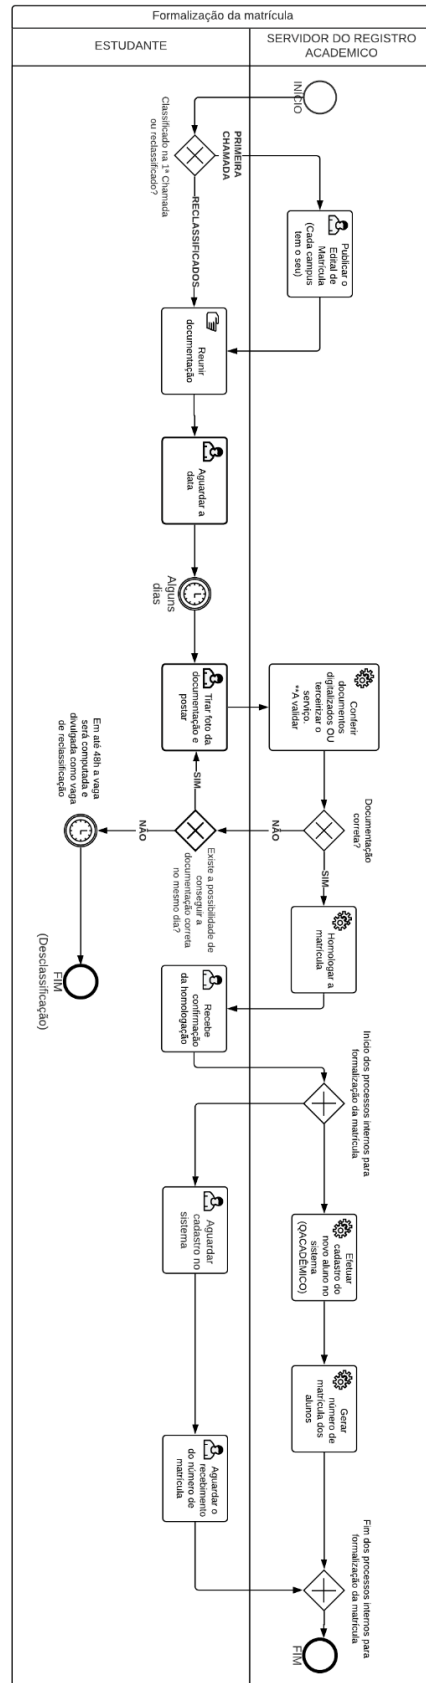 Formalização da matrícula
ESTUDANTE
SERVIDOR DO REGISTRO
ACADEMICO
INÍCIO
Classificado na 1ª Chamada
ou reclassificado?
PRIMEIRA
CHAMADA
RECLASSIFICADOS
Publicar o
Edital de
Matrícula
(Cada campus
tem o seu)
Reunir
documentação
Aguardar a
data
Alguns
dias
Tirar foto da
documentação e
postar
Conferir
documentos
digitalizados OU
terceirizar o
serviço.
**A validar
Documentação
correta?
SIM
NÃO
Existe a possibilidade de
conseguir a
documentação correta
no mesmo dia?
SIM
NÃO
Em até 48h a vaga
será computada e
divulgada como vaga
de reclassificação
FIM
(Desclassificação)
Homologar a
matrícula
Recebe
confirmação
da homologação
Início dos processos internos para
formalização da matrícula
Aguardar
cadastro no
sistema
Efetuar
cadastro do
novo aluno no
sistema
(QACADÊMICO)
Gerar
número de
matrícula dos
alunos
Aguardar o
recebimento
do número de
matrícula
Fim dos processos internos para
formalização da matrícula
FIM